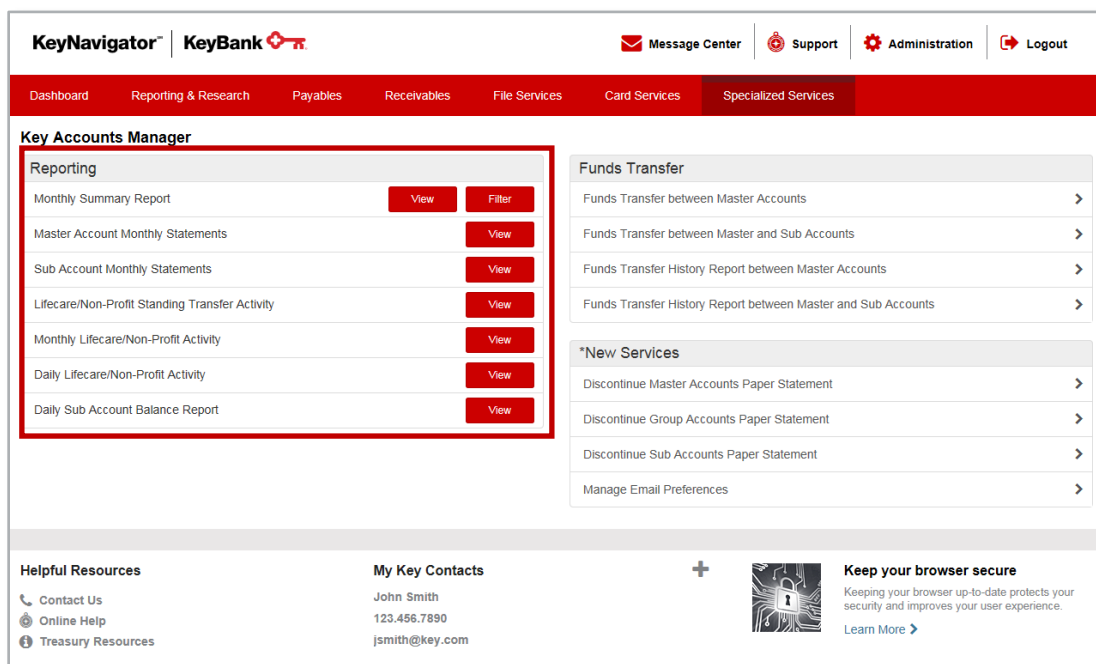 KeyNavigator℠ | KeyBank
Message Center
Support
Administration
Logout
Dashboard
Reporting & Research
Payables
Receivables
File Services
Card Services
Specialized Services
Key Accounts Manager
Reporting
Monthly Summary Report
View
Filter
Master Account Monthly Statements
View
Sub Account Monthly Statements
View
Lifecare/Non-Profit Standing Transfer Activity
View
Monthly Lifecare/Non-Profit Activity
View
Daily Lifecare/Non-Profit Activity
View
Daily Sub Account Balance Report
View
Funds Transfer
Funds Transfer between Master Accounts
Funds Transfer between Master and Sub Accounts
Funds Transfer History Report between Master Accounts
Funds Transfer History Report between Master and Sub Accounts
*New Services
Discontinue Master Accounts Paper Statement
Discontinue Group Accounts Paper Statement
Discontinue Sub Accounts Paper Statement
Manage Email Preferences
Helpful Resources
Contact Us
Online Help
Treasury Resources
My Key Contacts
John Smith
123.456.7890
jsmith@key.com
Keep your browser secure
Keeping your browser up-to-date protects your
security and improves your user experience.
Learn More